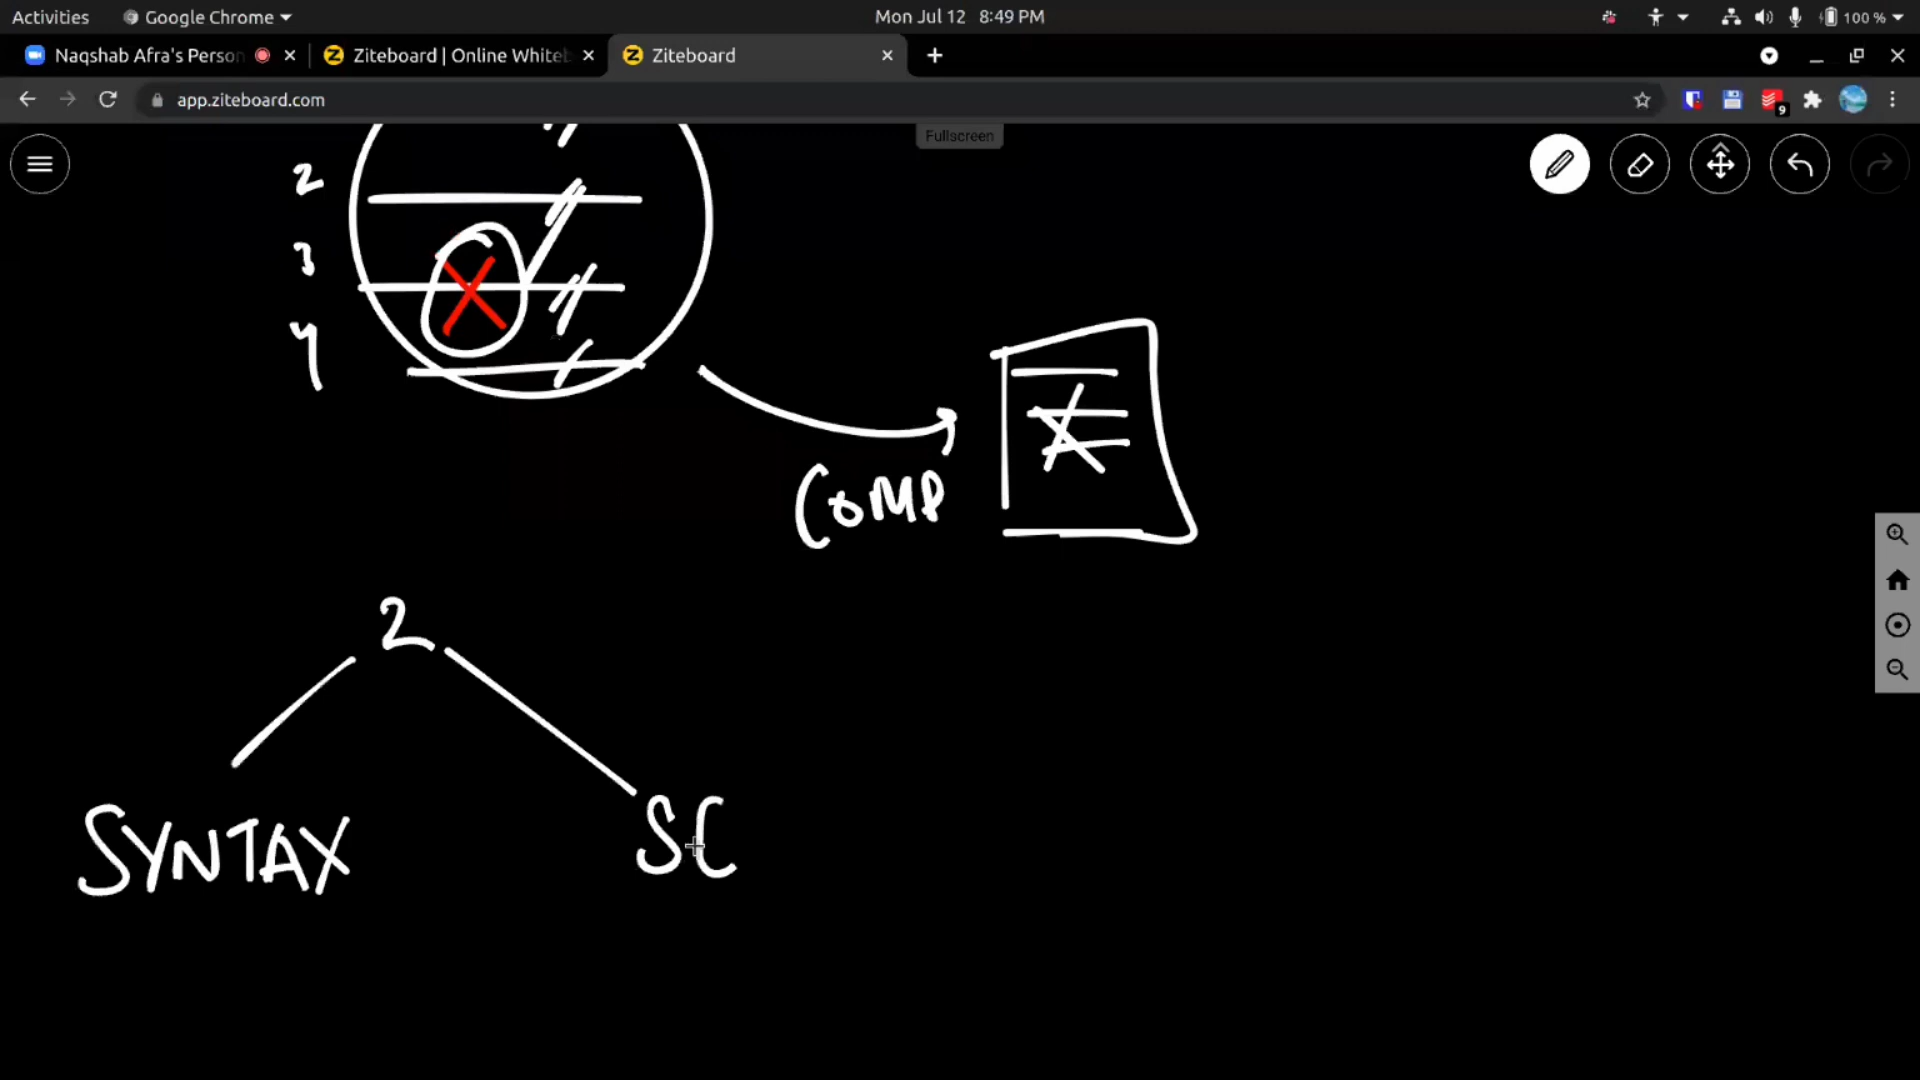 Activities Google Chrome Mon Jul 12 8:49 PM 100 %
Naqshab Afra's Person Ziteboard | Online Whiteb Ziteboard
app.ziteboard.com 9
Fullscreen
2
3
4
COMP
2
SYNTAX SC